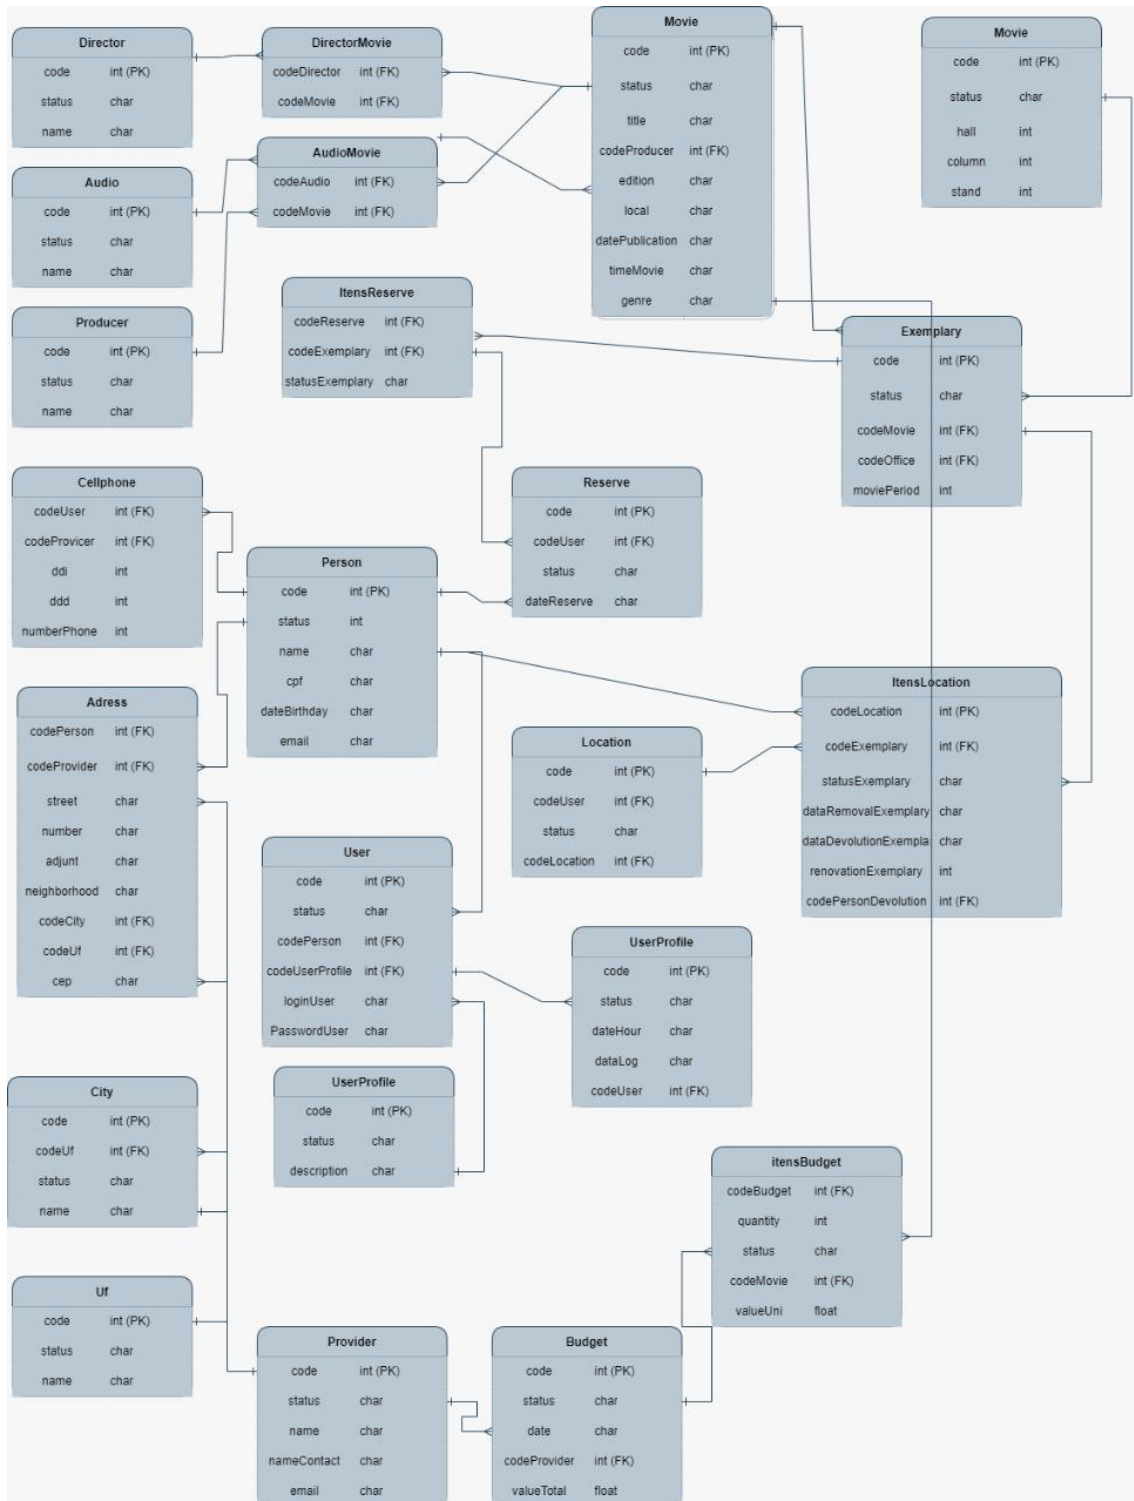 Director
code int (PK)
status char
name char
DirectorMovie
codeDirector int (FK)
codeMovie int (FK)
Movie
code int (PK)
status char
title char
codeProducer int (FK)
edition char
local char
datePublication char
timeMovie char
genre char
Movie
code int (PK)
status char
hall int
column int
stand int
AudioMovie
codeAudio int (FK)
codeMovie int (FK)
Audio
code int (PK)
status char
name char
ItensReserve
codeReserve int (FK)
codeExemplary int (FK)
statusExemplary char
Producer
code int (PK)
status char
name char
Exemplary
code int (PK)
status char
codeMovie int (FK)
codeOffice int (FK)
moviePeriod int
Cellphone
codeUser int (FK)
codeProvicer int (FK)
ddi int
ddd int
numberPhone int
Reserve
code int (PK)
codeUser int (FK)
status char
dateReserve char
Person
code int (PK)
status int
name char
cpf char
dateBirthday char
email char
Adress
codePerson int (FK)
codeProvider int (FK)
street char
number char
adjunt char
neighborhood char
codeCity int (FK)
codeUf int (FK)
cep char
Location
code int (PK)
codeUser int (FK)
status char
codeLocation int (FK)
ItensLocation
codeLocation int (PK)
codeExemplary int (FK)
statusExemplary char
dataRemovalExemplary char
dataDevolutionExempla char
renovationExemplary int
codePersonDevolution int (FK)
User
code int (PK)
status char
codePerson int (FK)
codeUserProfile int (FK)
loginUser char
PasswordUser char
UserProfile
code int (PK)
status char
dateHour char
dataLog char
codeUser int (FK)
UserProfile
code int (PK)
status char
description char
City
code int (PK)
codeUf int (FK)
status char
name char
itensBudget
codeBudget int (FK)
quantity int
status char
codeMovie int (FK)
valueUni float
Uf
code int (PK)
status char
name char
Provider
code int (PK)
status char
name char
nameContact char
email char
Budget
code int (PK)
status char
date char
codeProvider int (FK)
valueTotal float